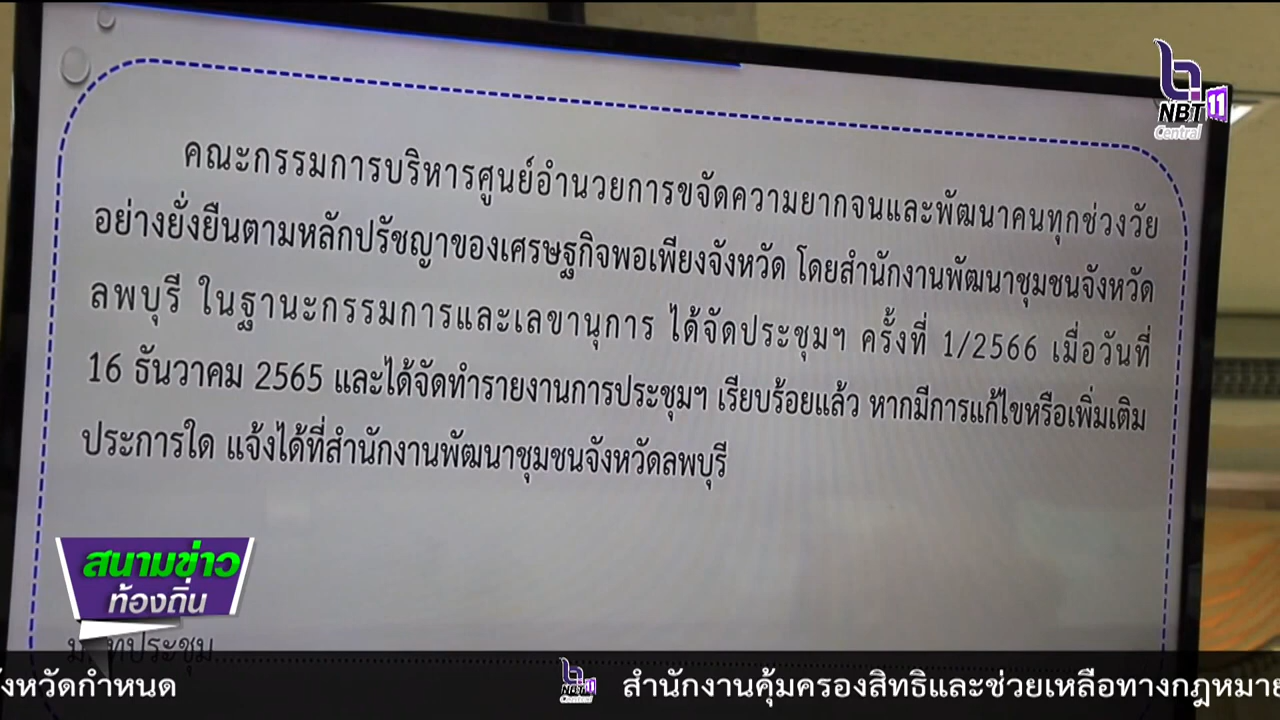 NBT 11
Central
คณะกรรมการบริหารศูนย์อำนวยการขจัดความยากจนและพัฒนาคนทุกช่วงวัย
อย่างยั่งยืนตามหลักปรัชญาของเศรษฐกิจพอเพียงจังหวัด โดยสำนักงานพัฒนาชุมชนจังหวัด
ลพบุรี ในฐานะกรรมการและเลขานุการ ได้จัดประชุมฯ ครั้งที่ 1/2566 เมื่อวันที่
16 ธันวาคม 2565 และได้จัดทำรายงานการประชุมฯ เรียบร้อยแล้ว หากมีการแก้ไขหรือเพิ่มเติม
ประการใด แจ้งได้ที่สำนักงานพัฒนาชุมชนจังหวัดลพบุรี
สนามข่าว
ท้องถิ่น
ที่ประชุม
ังหวัดกำหนด NBT 11 Central สำนักงานคุ้มครองสิทธิและช่วยเหลือทางกฎหมาย